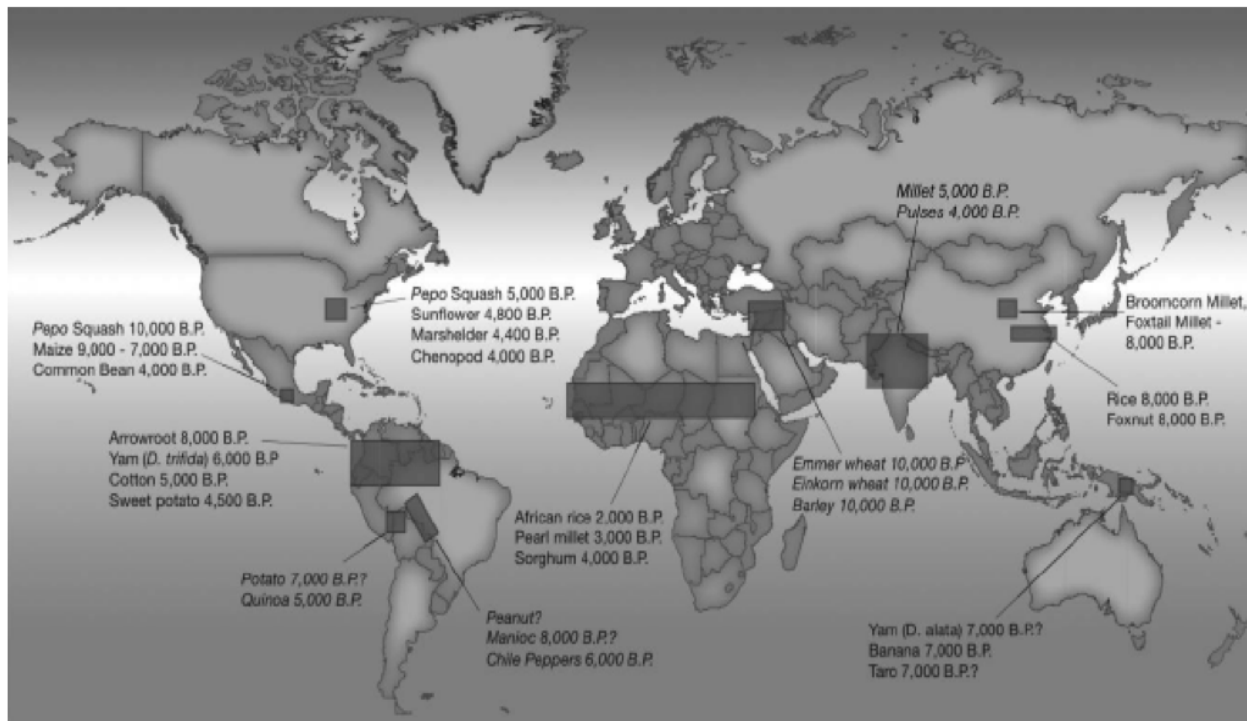 Millet 5,000 B.P.
Pulses 4,000 B.P.
Pepo Squash 5,000 B.P.
Sunflower 4,800 B.P.
Marshelder 4,400 B.P.
Chenopod 4,000 B.P.
Pepo Squash 10,000 B.P.
Maize 9,000 - 7,000 B.P.
Common Bean 4,000 B.P.
Broomcorn Millet,
Foxtail Millet -
8,000 B.P.
Rice 8,000 B.P.
Foxnut 8,000 B.P.
Arrowroot 8,000 B.P.
Yam (D. trifida) 6,000 B.P
Cotton 5,000 B.P.
Sweet potato 4,500 B.P.
Emmer wheat 10,000 B.P
Einkorn wheat 10,000 B.P.
Barley 10,000 B.P.
African rice 2,000 B.P.
Pearl millet 3,000 B.P.
Sorghum 4,000 B.P.
Potato 7,000 B.P.?
Quinoa 5,000 B.P.
Peanut?
Manioc 8,000 B.P.?
Chile Peppers 6,000 B.P.
Yam (D. alata) 7,000 B.P.?
Banana 7,000 B.P.
Taro 7,000 B.P.?